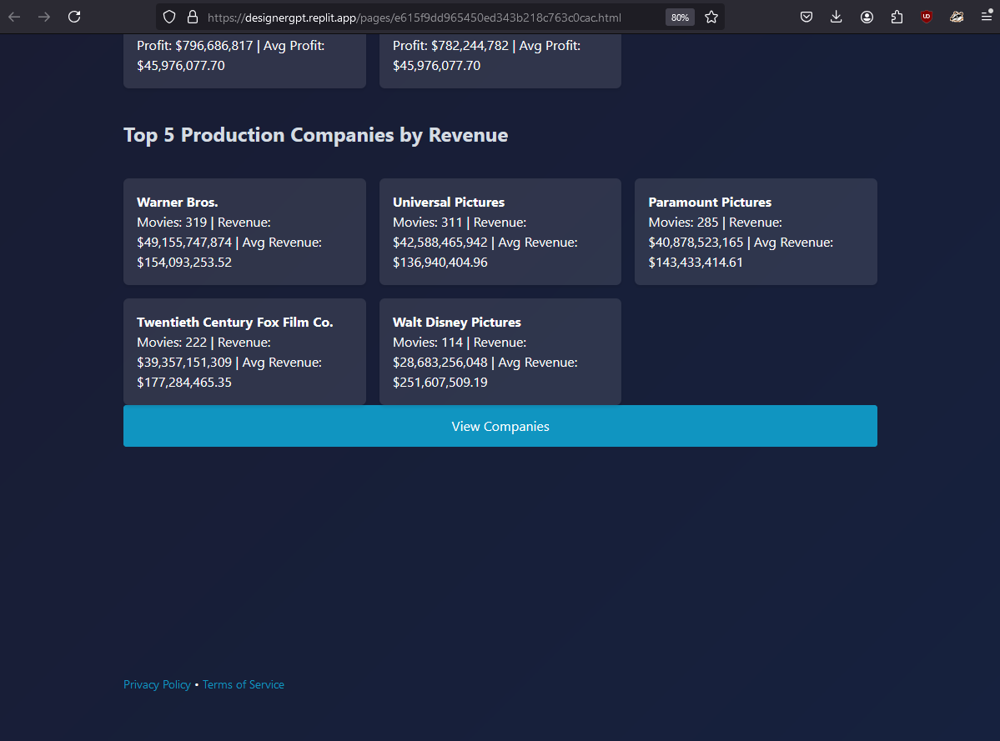 https://designergpt.replit.app/pages/e615f9dd965450ed343b218c763c0cac.html
80%
Profit: $796,686,817 | Avg Profit:
$45,976,077.70
Profit: $782,244,782 | Avg Profit:
$45,976,077.70
Top 5 Production Companies by Revenue
Warner Bros.
Movies: 319 | Revenue:
$49,155,747,874 | Avg Revenue:
$154,093,253.52
Universal Pictures
Movies: 311 | Revenue:
$42,588,465,942 | Avg Revenue:
$136,940,404.96
Paramount Pictures
Movies: 285 | Revenue:
$40,878,523,165 | Avg Revenue:
$143,433,414.61
Twentieth Century Fox Film Co.
Movies: 222 | Revenue:
$39,357,151,309 | Avg Revenue:
$177,284,465.35
Walt Disney Pictures
Movies: 114 | Revenue:
$28,683,256,048 | Avg Revenue:
$251,607,509.19
View Companies
Privacy Policy • Terms of Service